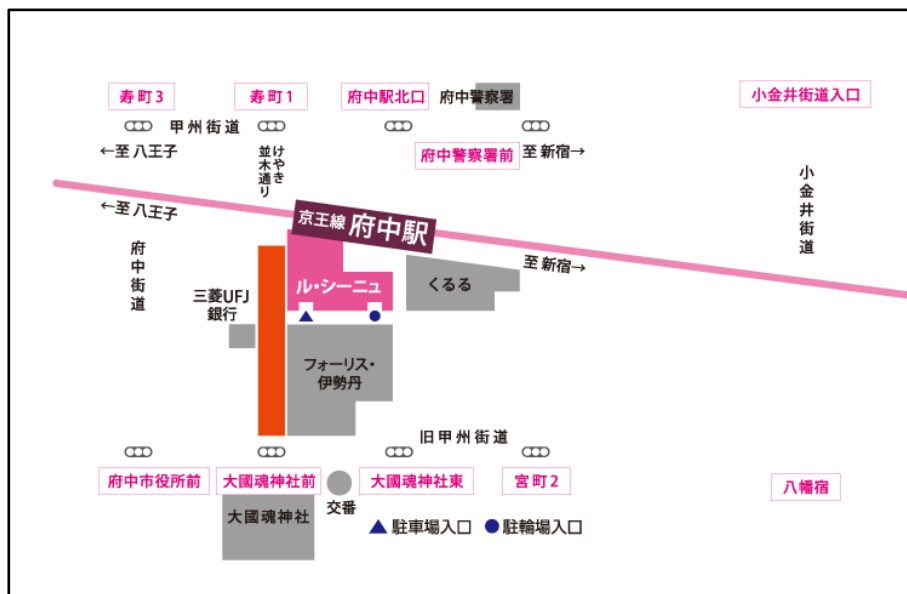 寿町3
寿町1
府中駅北口
府中警察署
小金井街道入口
甲州街道
←至 八王子
けやき
並木通り
府中警察署前
至 新宿→
小金井街道
←至 八王子
京王線 府中駅
府中街道
至 新宿→
ル・シーニュ
くるる
三菱UFJ
銀行
フォーリス・
伊勢丹
旧甲州街道
府中市役所前
大國魂神社前
大國魂神社東
宮町2
八幡宿
交番
大國魂神社
▲ 駐車場入口
● 駐輪場入口